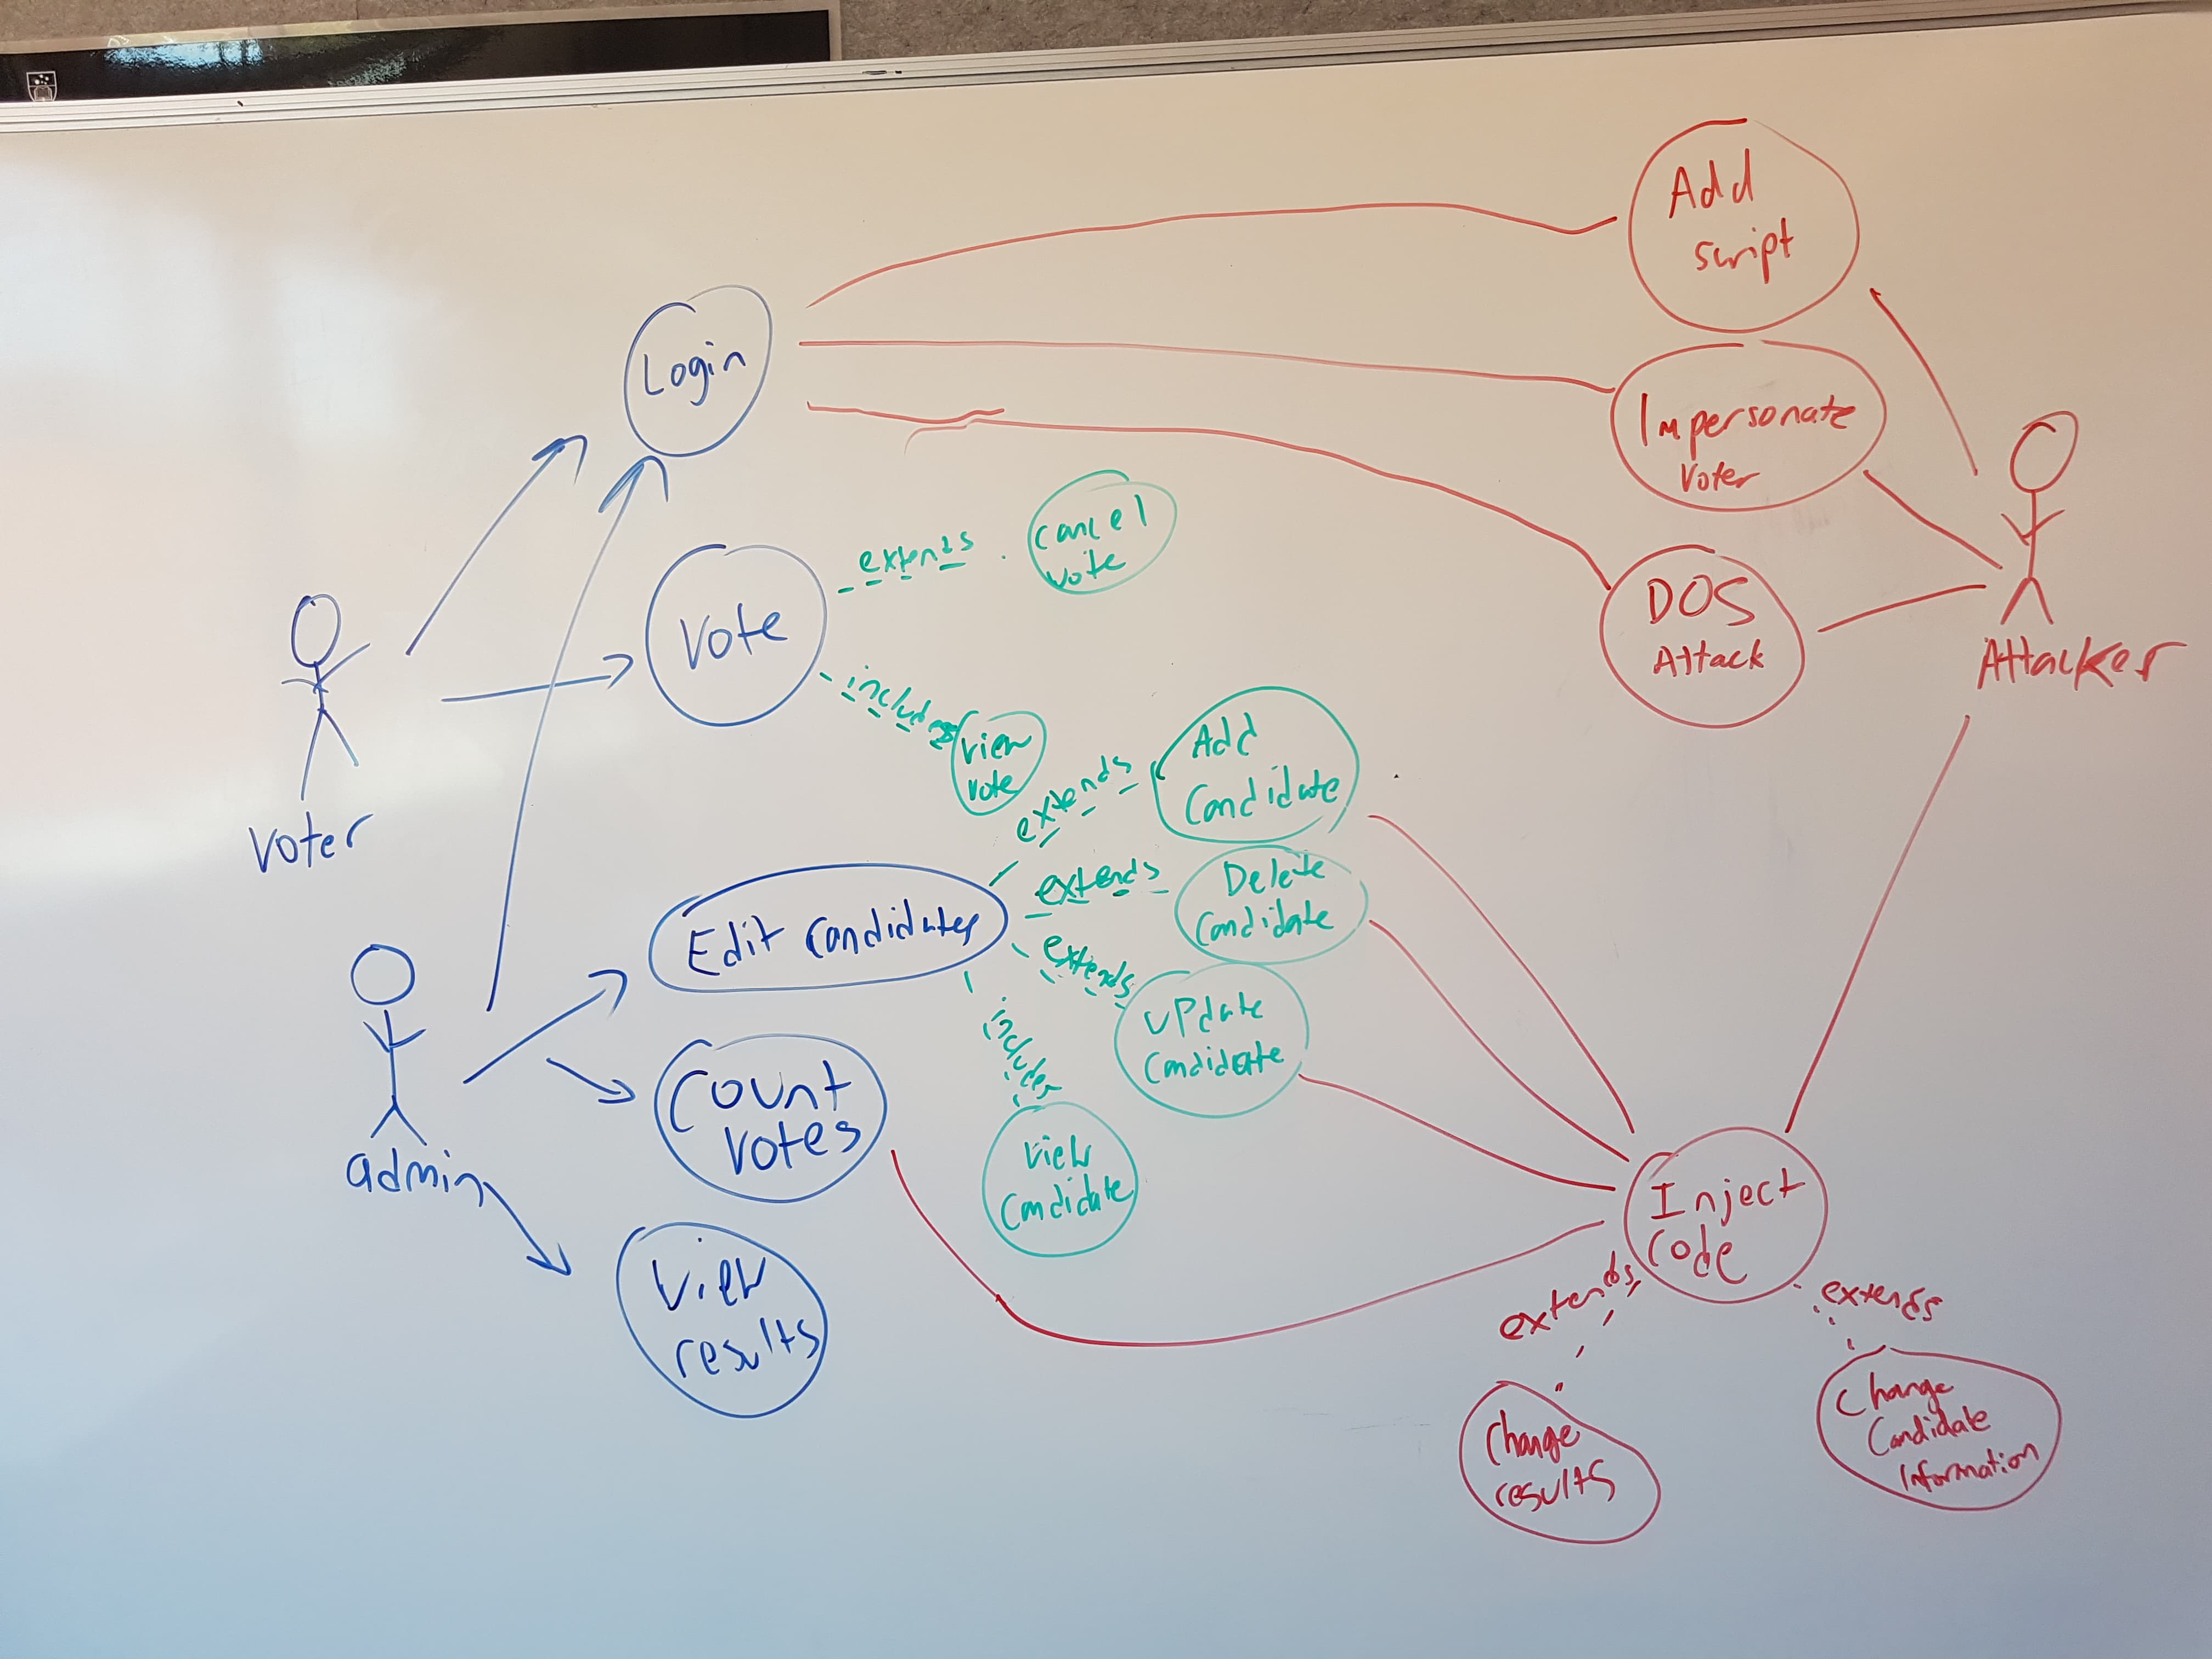 Add
script
Login
Impersonate
Voter
cancel
vote
extends
DOS
Attack
Vote
Attacker
includes
view
vote
Add
Candidate
extends
Voter
Delete
Candidate
extends
Edit Candidates
extends
update
Candidate
includes
Count
votes
View
Candidate
admin
Inject
Code
View
results
extends
extends
Change
results
Change
Candidate
Information